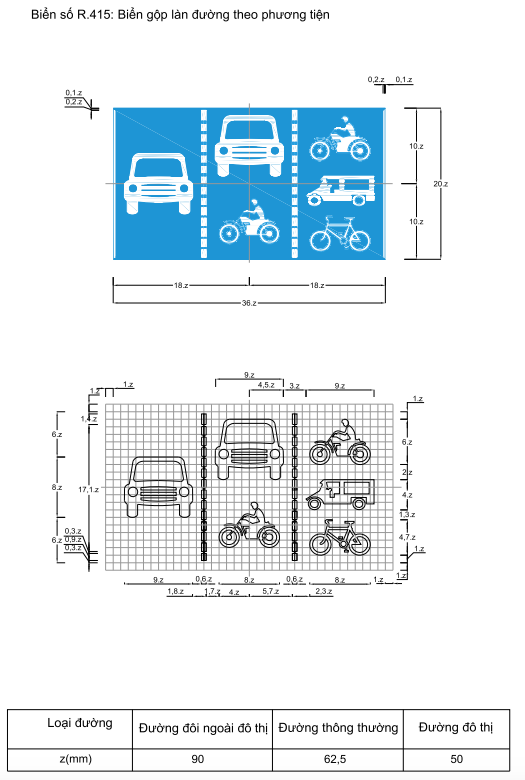 Biển số R.415: Biển gộp làn đường theo phương tiện
0,2.z 0,1.z
0,1.z
0,2.z
10.z
20.z
10.z
18.z 18.z
36.z
9.z
1.z 1.z 4,5.z 3.z 9.z 1.z
1,4.z
6.z 6.z
2.z
8.z 17,1.z 4.z
1,3.z
0,3.z
0,9.z 4,7.z
6.z 0,3.z 1.z
9.z 0,6.z 8.z 0,6.z 8.z 1.z 1.z
1,8.z 1,7.z 4.z 5,7.z 2,3.z
Loại đường Đường đôi ngoài đô thị Đường thông thường Đường đô thị
z(mm) 90 62,5 50